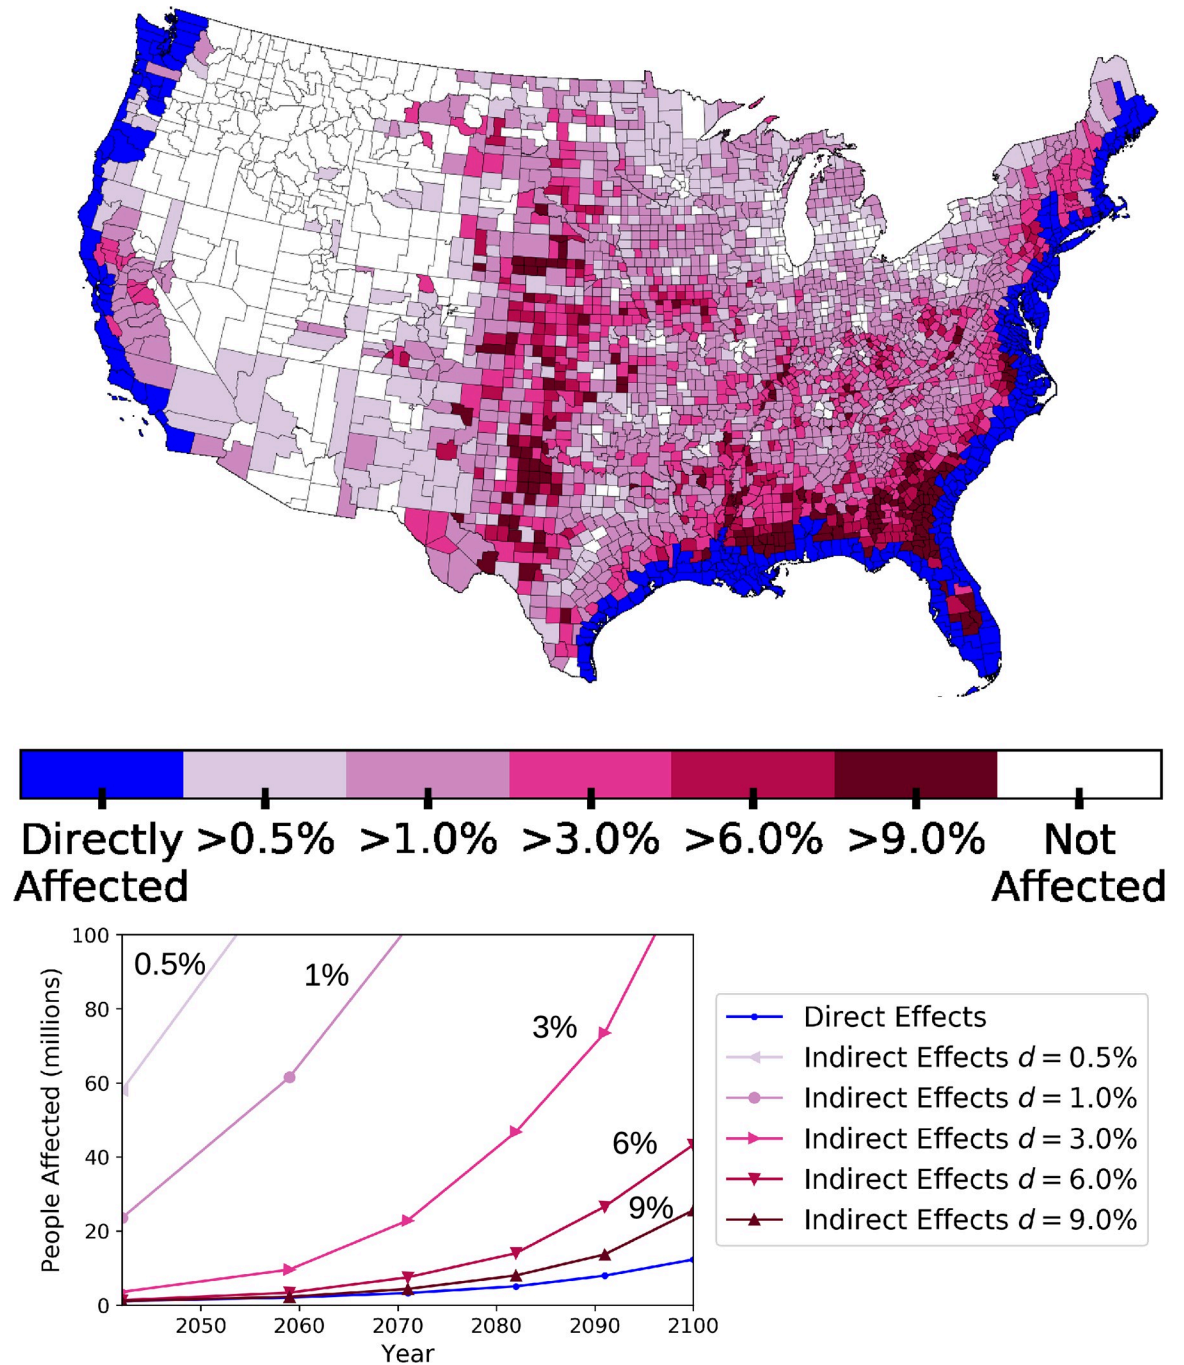 Directly >0.5% >1.0% >3.0% >6.0% >9.0% Not
Affected Affected
100
80
60
40
20
0
People Affected (millions)
0.5%
1%
3%
6%
9%
2050 2060 2070 2080 2090 2100
Year
Direct Effects
Indirect Effects d = 0.5%
Indirect Effects d = 1.0%
Indirect Effects d = 3.0%
Indirect Effects d = 6.0%
Indirect Effects d = 9.0%